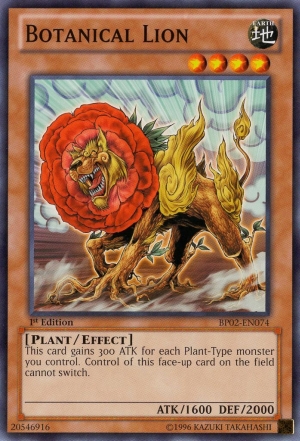 BOTANICAL LION
EARTH
地
1st Edition
BP02-EN074
[PLANT / EFFECT]
This card gains 300 ATK for each Plant-Type monster
you control. Control of this face-up card on the field
cannot switch.
ATK/1600 DEF/2000
20546916
©1996 KAZUKI TAKAHASHI